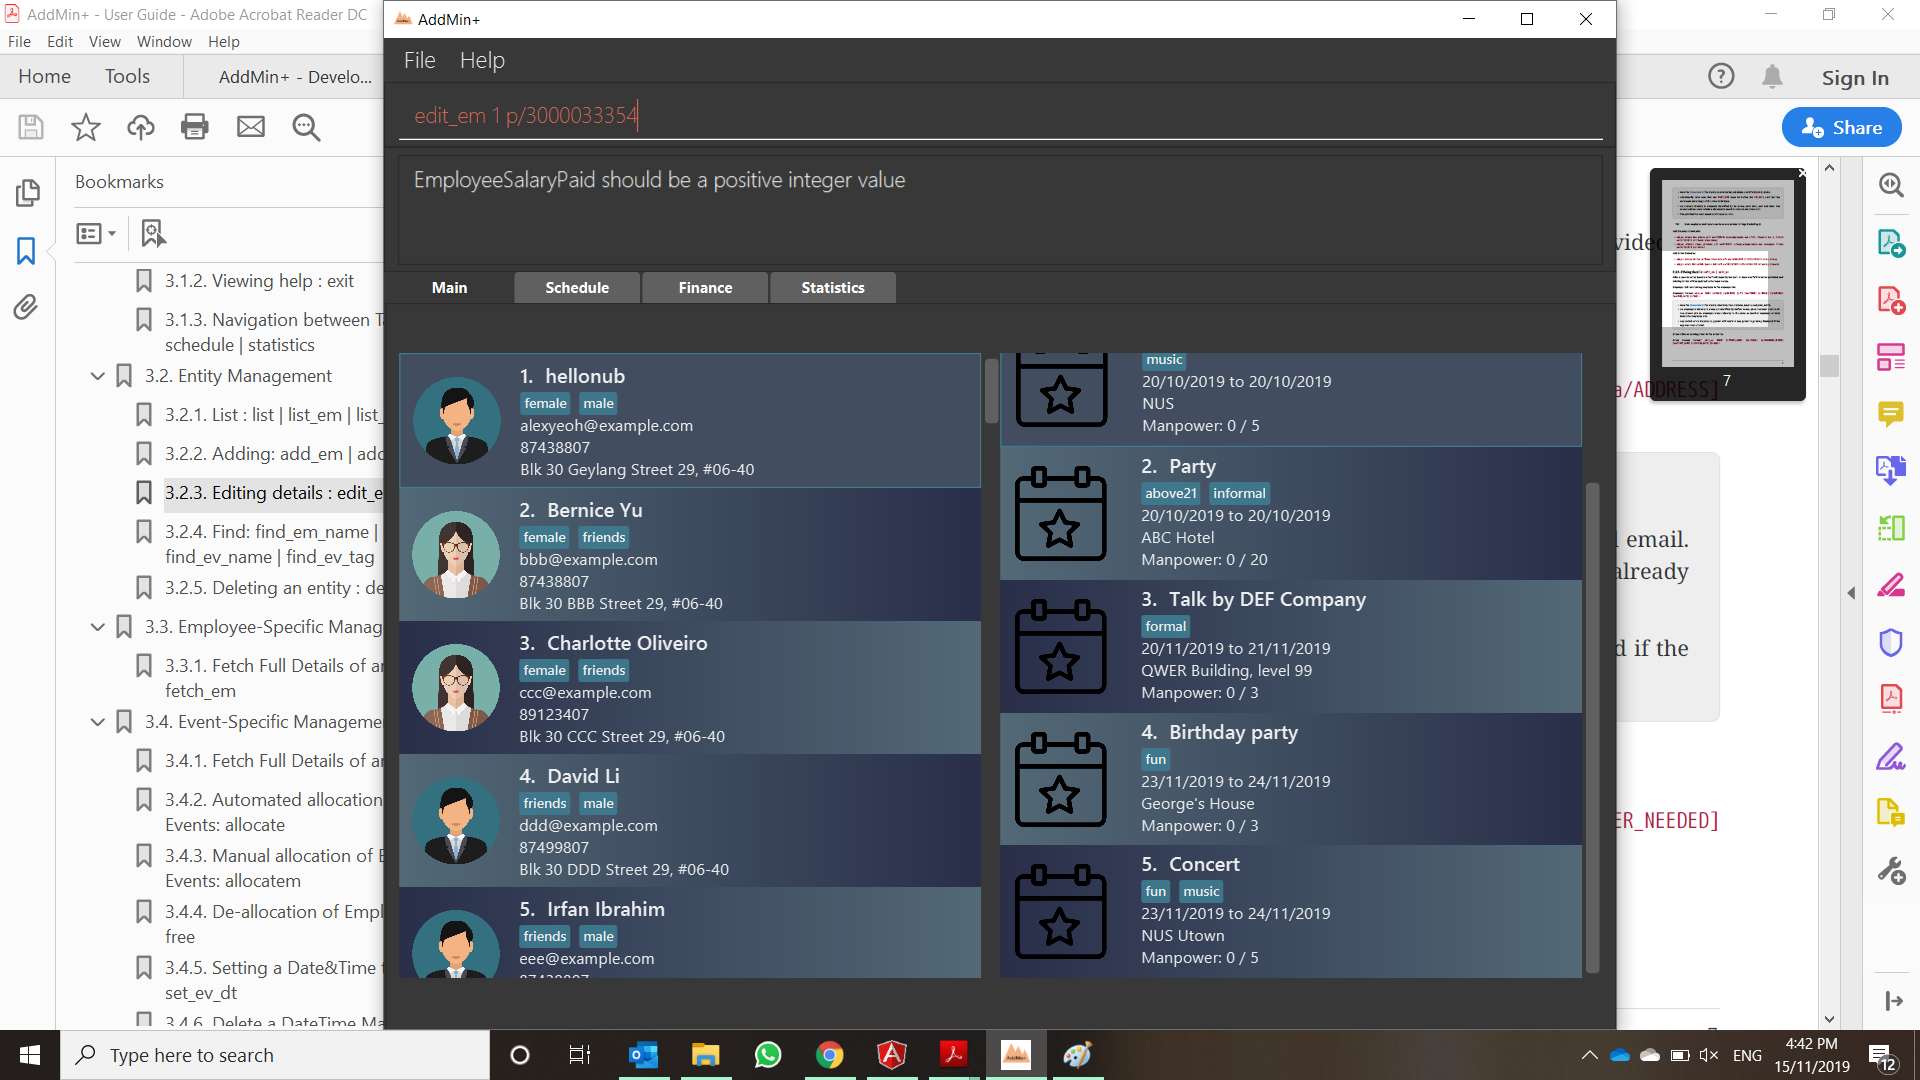 AddMin+ - User Guide - Adobe Acrobat Reader DC
File Edit View Window Help
Home Tools AddMin+ - Develo...
Sign In
Share
Bookmarks
3.1.2. Viewing help : exit
3.1.3. Navigation between T
schedule | statistics
3.2. Entity Management
3.2.1. List : list | list_em | list_
3.2.2. Adding: add_em | add
3.2.3. Editing details : edit_e
3.2.4. Find: find_em_name |
find_ev_name | find_ev_tag
3.2.5. Deleting an entity : de
3.3. Employee-Specific Manag
3.3.1. Fetch Full Details of a
fetch_em
3.4. Event-Specific Manageme
3.4.1. Fetch Full Details of a
3.4.2. Automated allocation
Events: allocate
3.4.3. Manual allocation of E
Events: allocatem
3.4.4. De-allocation of Empl
free
3.4.5. Setting a Date&Time
set_ev_dt
3.4.6. Delete a DateTime Ma
AddMin+
File Help
edit_em 1 p/3000033354
EmployeeSalaryPaid should be a positive integer value
Main Schedule Finance Statistics
1. hellonub
female male
alexyeoh@example.com
87438807
Blk 30 Geylang Street 29, #06-40
2. Bernice Yu
female friends
bbb@example.com
87438807
Blk 30 BBB Street 29, #06-40
3. Charlotte Oliveiro
female friends
ccc@example.com
89123407
Blk 30 CCC Street 29, #06-40
4. David Li
friends male
ddd@example.com
87499807
Blk 30 DDD Street 29, #06-40
5. Irfan Ibrahim
friends male
eee@example.com
music
20/10/2019 to 20/10/2019
NUS
Manpower: 0 / 5
2. Party
above21 informal
20/10/2019 to 20/10/2019
ABC Hotel
Manpower: 0 / 20
3. Talk by DEF Company
formal
20/11/2019 to 21/11/2019
QWER Building, level 99
Manpower: 0 / 3
4. Birthday party
fun
23/11/2019 to 24/11/2019
George's House
Manpower: 0 / 3
5. Concert
fun music
23/11/2019 to 24/11/2019
NUS Utown
Manpower: 0 / 5
7
a/ADDRESS]
email.
already
d if the
ER_NEEDED]
Type here to search
ENG
4:42 PM
15/11/2019
12